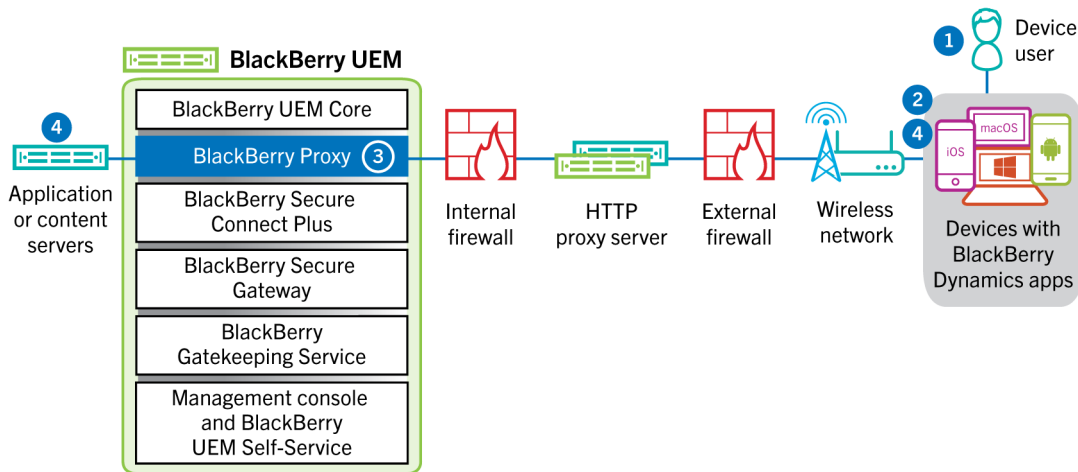 1
Device
user
BlackBerry UEM
4
BlackBerry UEM Core
BlackBerry Proxy 3
BlackBerry Secure
Connect Plus
BlackBerry Secure
Gateway
BlackBerry
Gatekeeping Service
Management console
and BlackBerry
UEM Self-Service
Application
or content
servers
Internal
firewall
HTTP
proxy server
External
firewall
Wireless
network
2
4
macOS
iOS
Devices with
BlackBerry
Dynamics apps